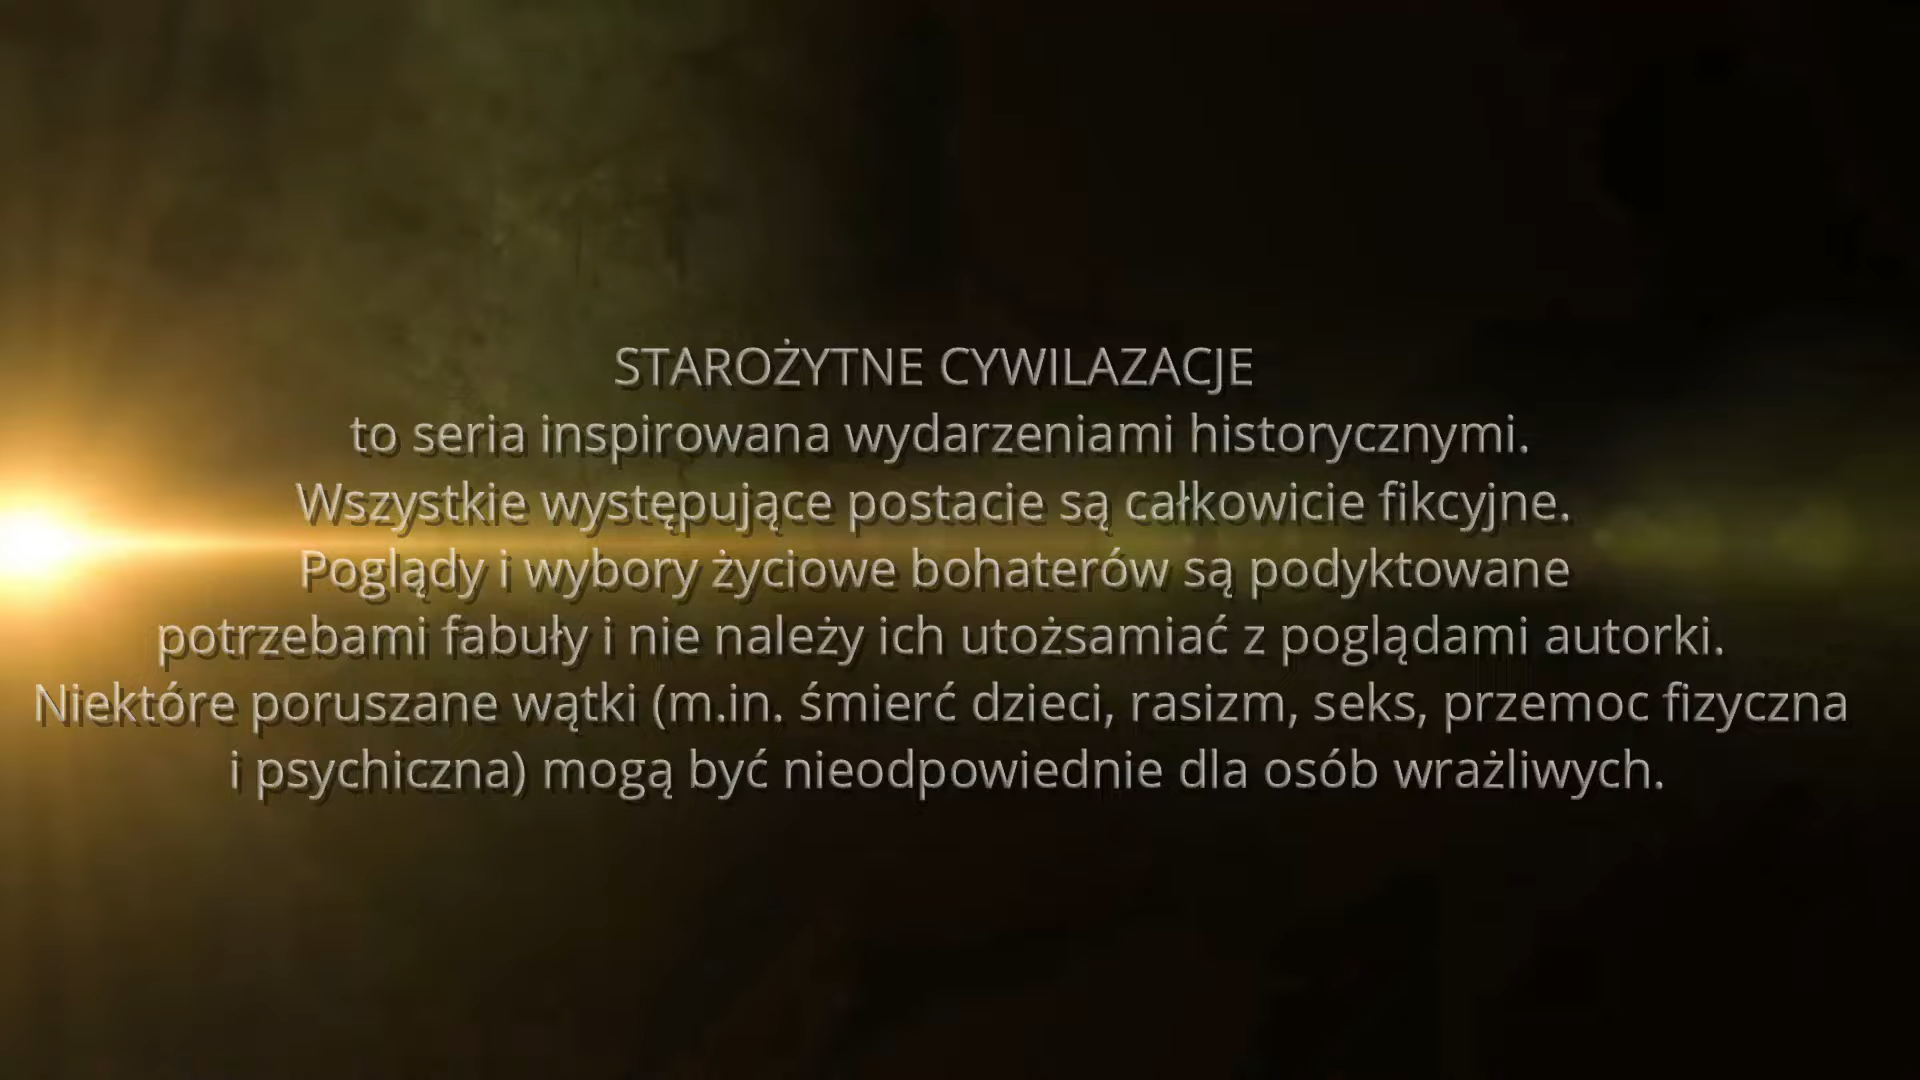 STAROŻYTNE CYWILAZACJE
to seria inspirowana wydarzeniami historycznymi.
Wszystkie występujące postacie są całkowicie fikcyjne.
Poglądy i wybory życiowe bohaterów są podyktowane
potrzebami fabuły i nie należy ich utożsamiać z poglądami autorki.
Niektóre poruszane wątki (m.in. śmierć dzieci, rasizm, seks, przemoc fizyczna
i psychiczna) mogą być nieodpowiednie dla osób wrażliwych.